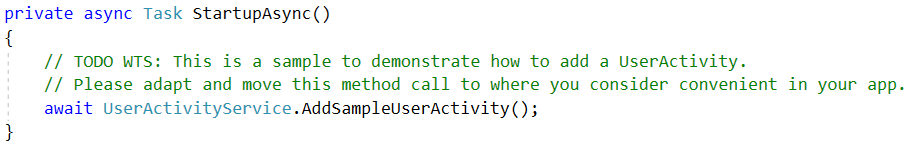 private async Task StartupAsync()
{
    // TODO WTS: This is a sample to demonstrate how to add a UserActivity.
    // Please adapt and move this method call to where you consider convenient in your app.
    await UserActivityService.AddSampleUserActivity();
}